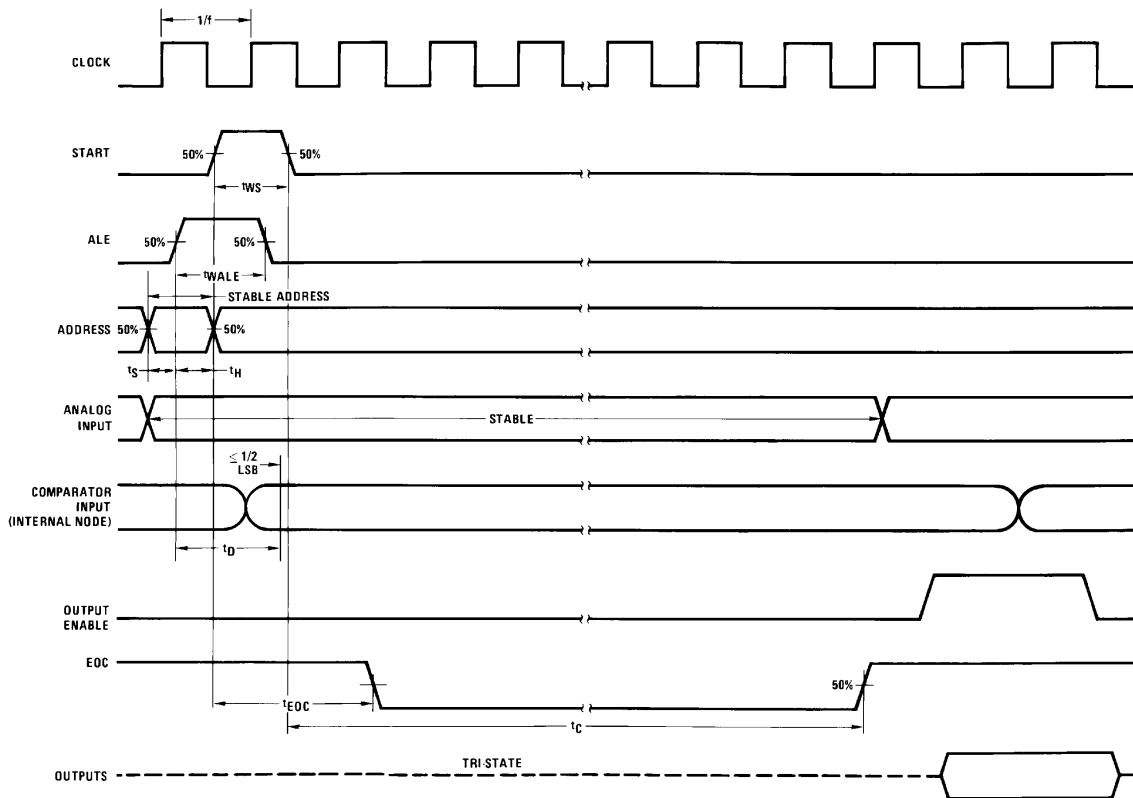 1/f
CLOCK
START
50%
50%
tWS
ALE
50%
50%
tWALE
STABLE ADDRESS
ADDRESS
50%
50%
tS
tH
ANALOG
INPUT
STABLE
≤ 1/2
LSB
COMPARATOR
INPUT
(INTERNAL NODE)
tD
OUTPUT
ENABLE
EOC
50%
tEOC
tC
TRI-STATE
OUTPUTS